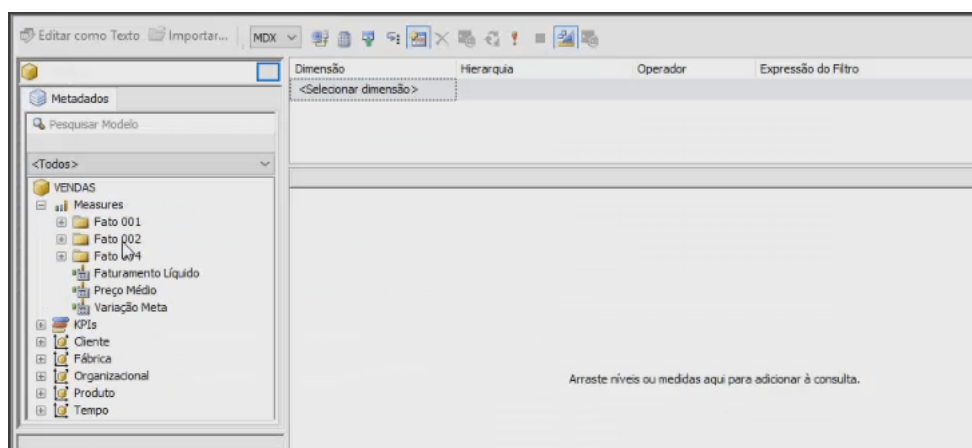 Editar como Texto Importar... MDX
Dimensão Hierarquia Operador Expressão do Filtro
<Selecionar dimensão>
Metadados
Pesquisar Modelo
<Todos>
VENDAS
Measures
Fato 001
Fato 002
Fato
Faturamento Líquido
Preço Médio
Variação Meta
KPIs
Cliente
Fábrica
Organizacional
Produto
Tempo
Arraste níveis ou medidas aqui para adicionar à consulta.